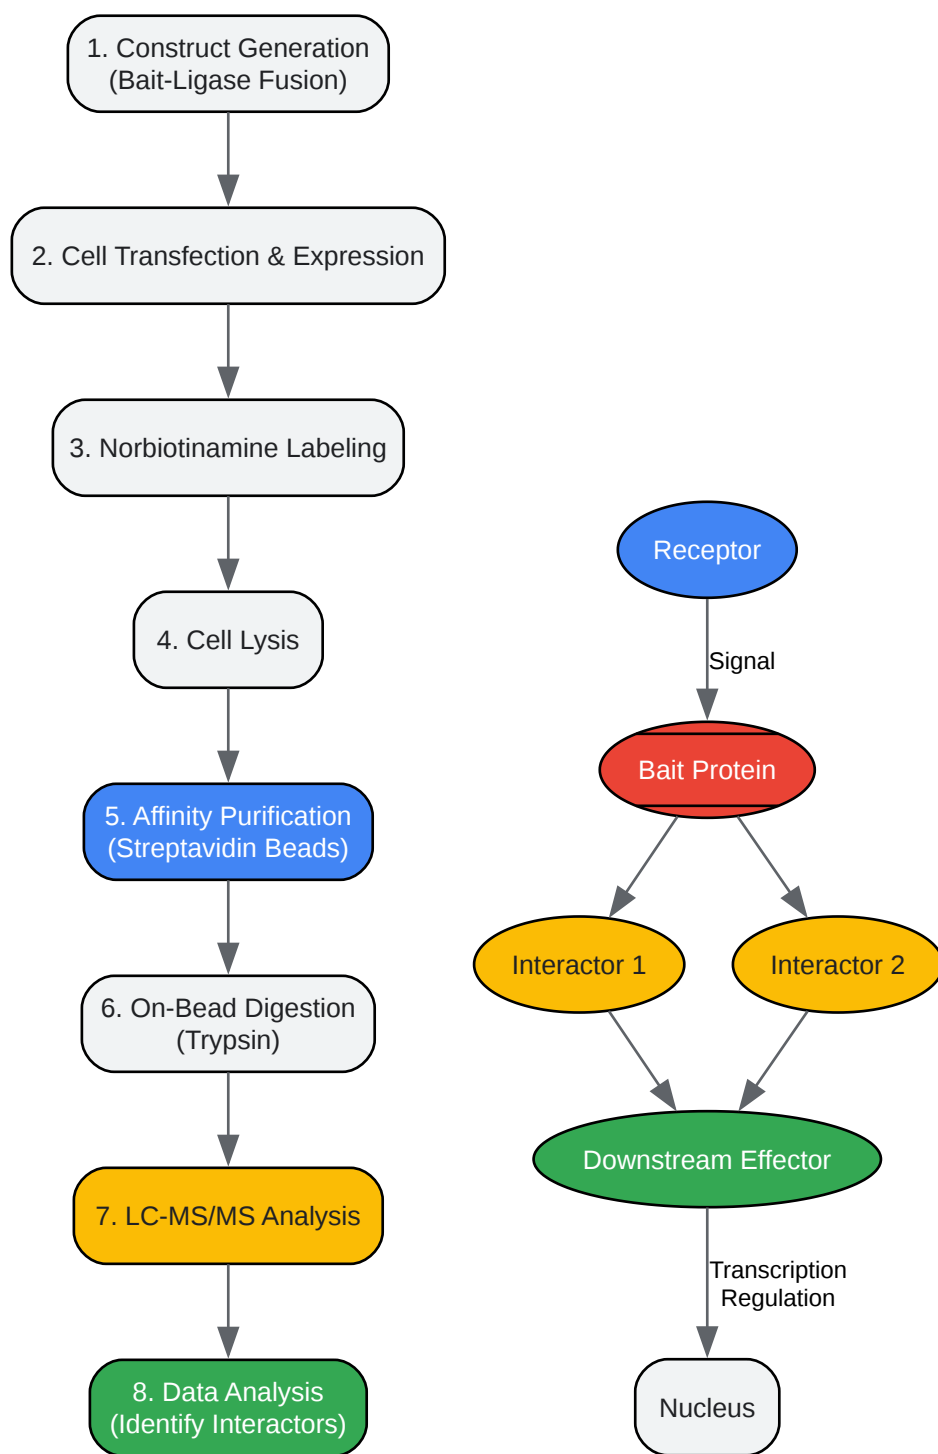 1. Construct Generation
(Bait-Ligase Fusion)
2. Cell Transfection & Expression
3. Norbiotinamine Labeling
4. Cell Lysis
5. Affinity Purification
(Streptavidin Beads)
6. On-Bead Digestion
(Trypsin)
7. LC-MS/MS Analysis
8. Data Analysis
(Identify Interactors)
Receptor
Signal
Bait Protein
Interactor 1
Interactor 2
Downstream Effector
Transcription
Regulation
Nucleus